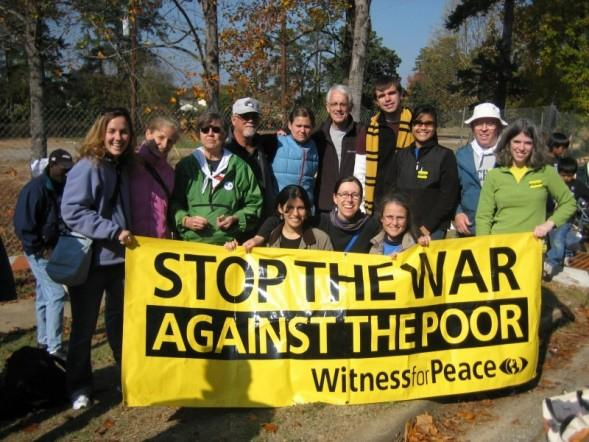 STOP THE WAR
AGAINST THE POOR
Witness for Peace